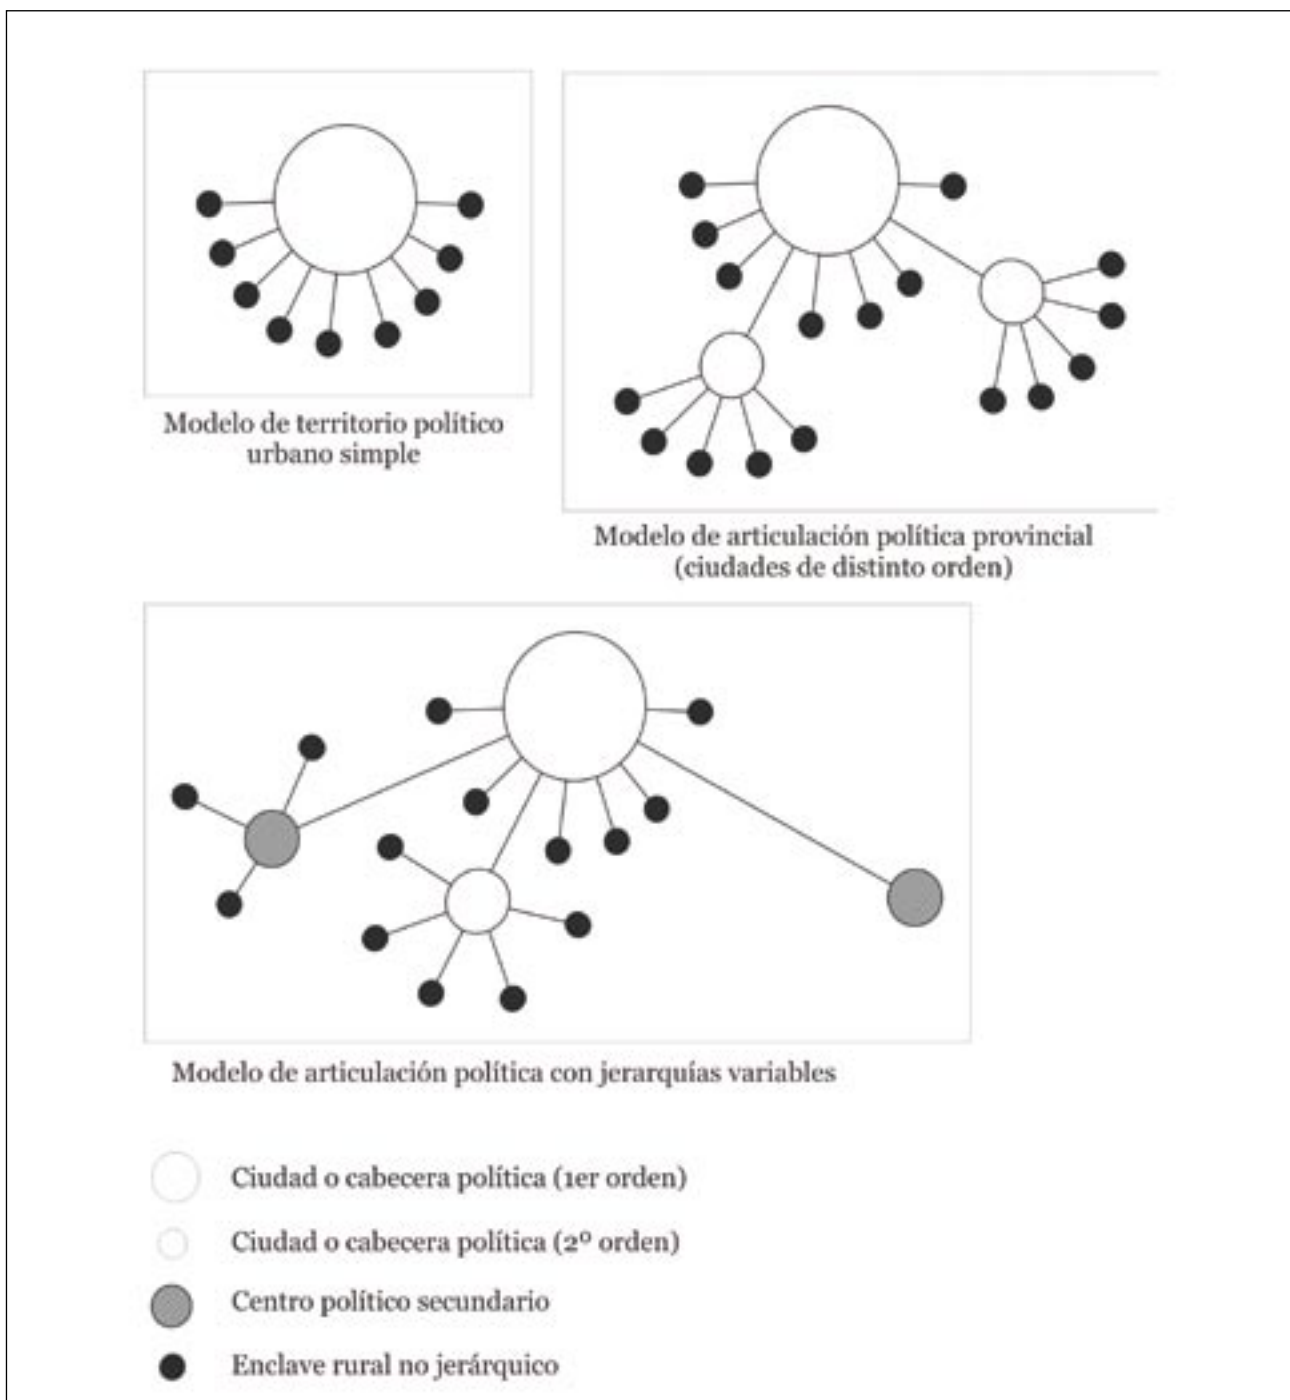 Modelo de territorio político
urbano simple
Modelo de articulación política provincial
(ciudades de distinto orden)
Modelo de articulación política con jerarquías variables
Ciudad o cabecera política (1er orden)
Ciudad o cabecera política (2º orden)
Centro político secundario
Enclave rural no jerárquico